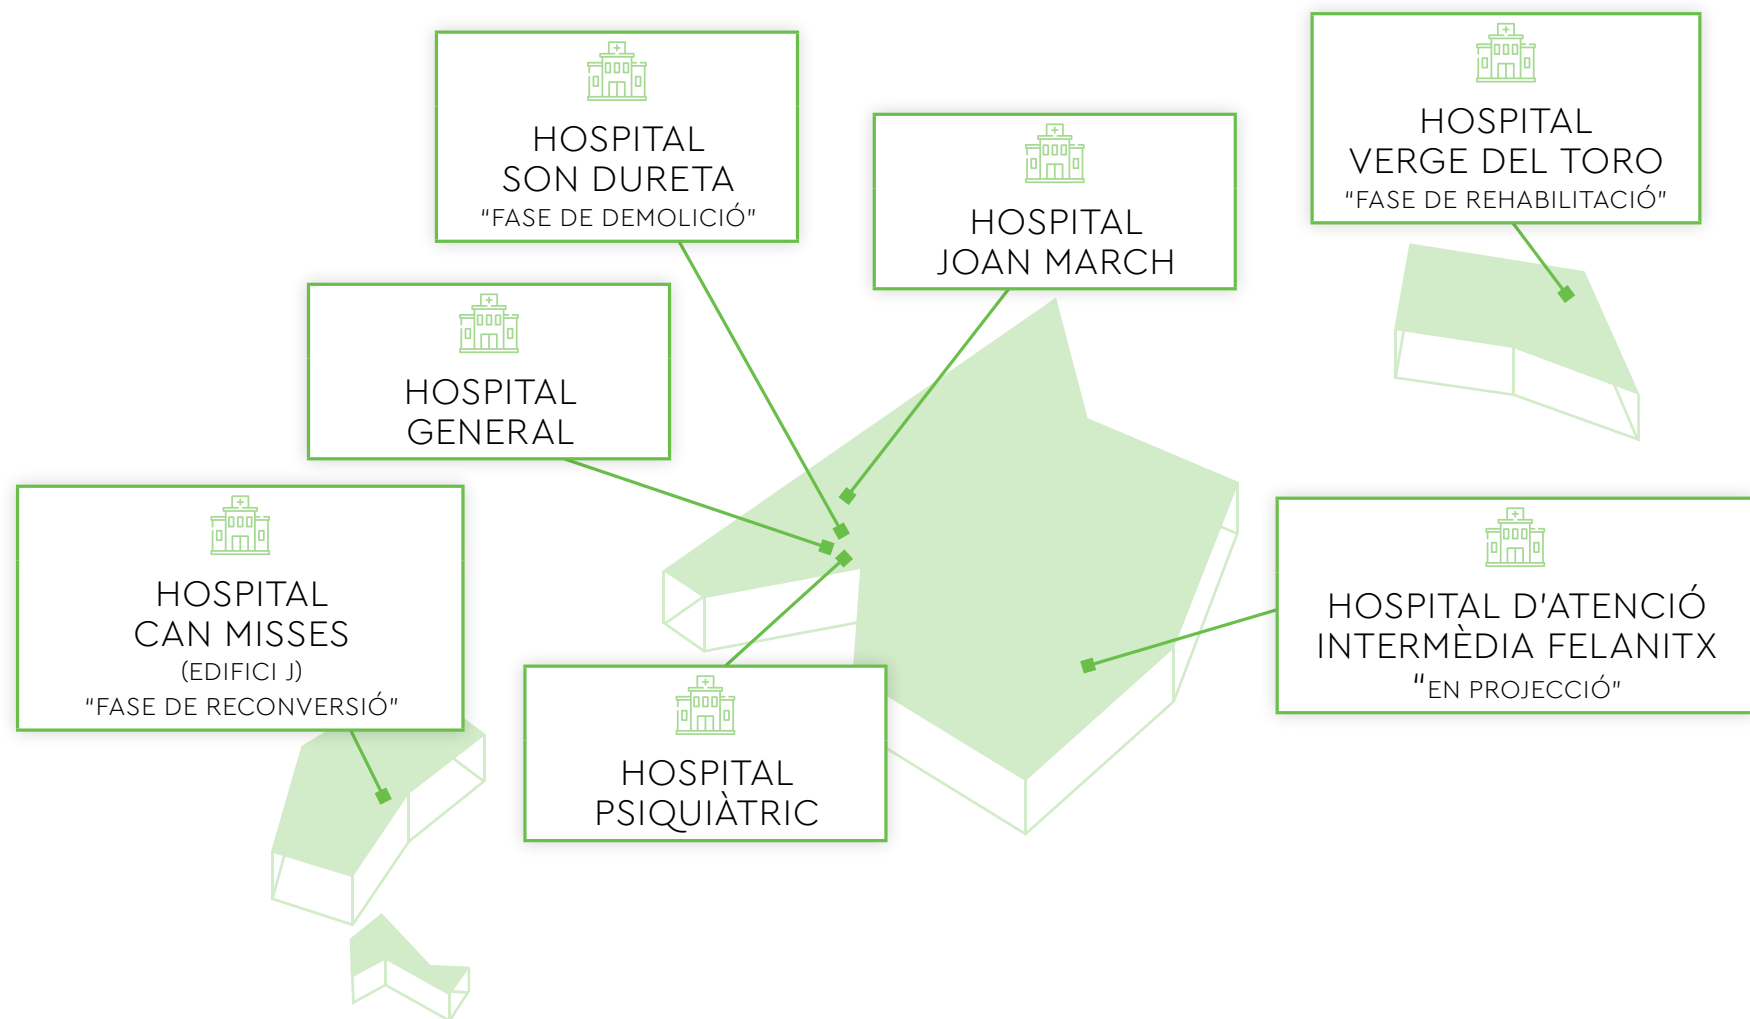 HOSPITAL
SON DURETA
“FASE DE DEMOLICIÓ”
HOSPITAL
JOAN MARCH
HOSPITAL
VERGE DEL TORO
“FASE DE REHABILITACIÓ”
HOSPITAL
GENERAL
HOSPITAL
CAN MISSES
(EDIFICI J)
“FASE DE RECONVERSIÓ”
HOSPITAL
PSIQUIÀTRIC
HOSPITAL D'ATENCIÓ
INTERMÈDIA FELANITX
“EN PROJECCIÓ”